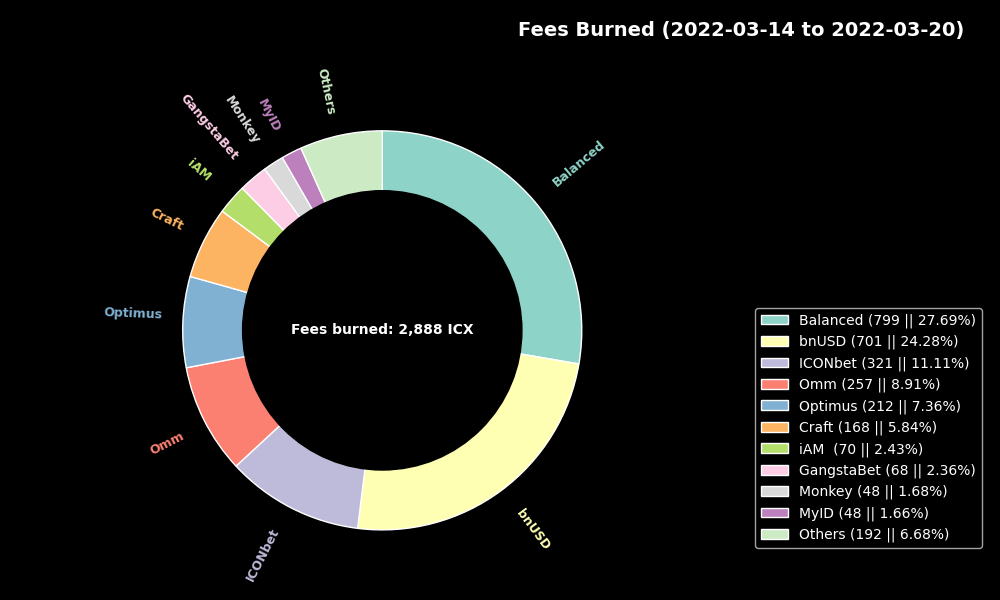 Fees Burned (2022-03-14 to 2022-03-20)
Others
MyID
Monkey
GangstaBet
iAM
Craft
Optimus
Omm
ICONbet
bnUSD
Balanced
Fees burned: 2,888 ICX
Balanced (799 || 27.69%)
bnUSD (701 || 24.28%)
ICONbet (321 || 11.11%)
Omm (257 || 8.91%)
Optimus (212 || 7.36%)
Craft (168 || 5.84%)
iAM  (70 || 2.43%)
GangstaBet (68 || 2.36%)
Monkey (48 || 1.68%)
MyID (48 || 1.66%)
Others (192 || 6.68%)